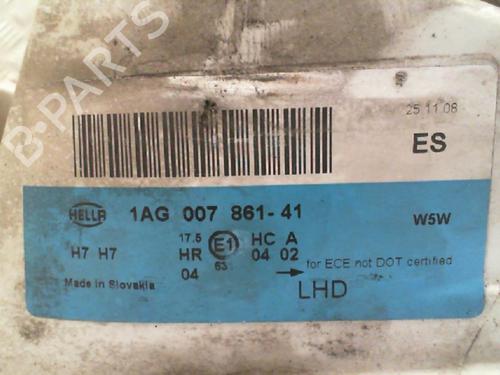 B-PARTS
25 11 08
ES
HELLA
1AG 007 861-41
W5W
H7 H7
17.5
HR
04
E1
63
HC A
04 02
for ECE not DOT certified
Made in Slovakia
LHD